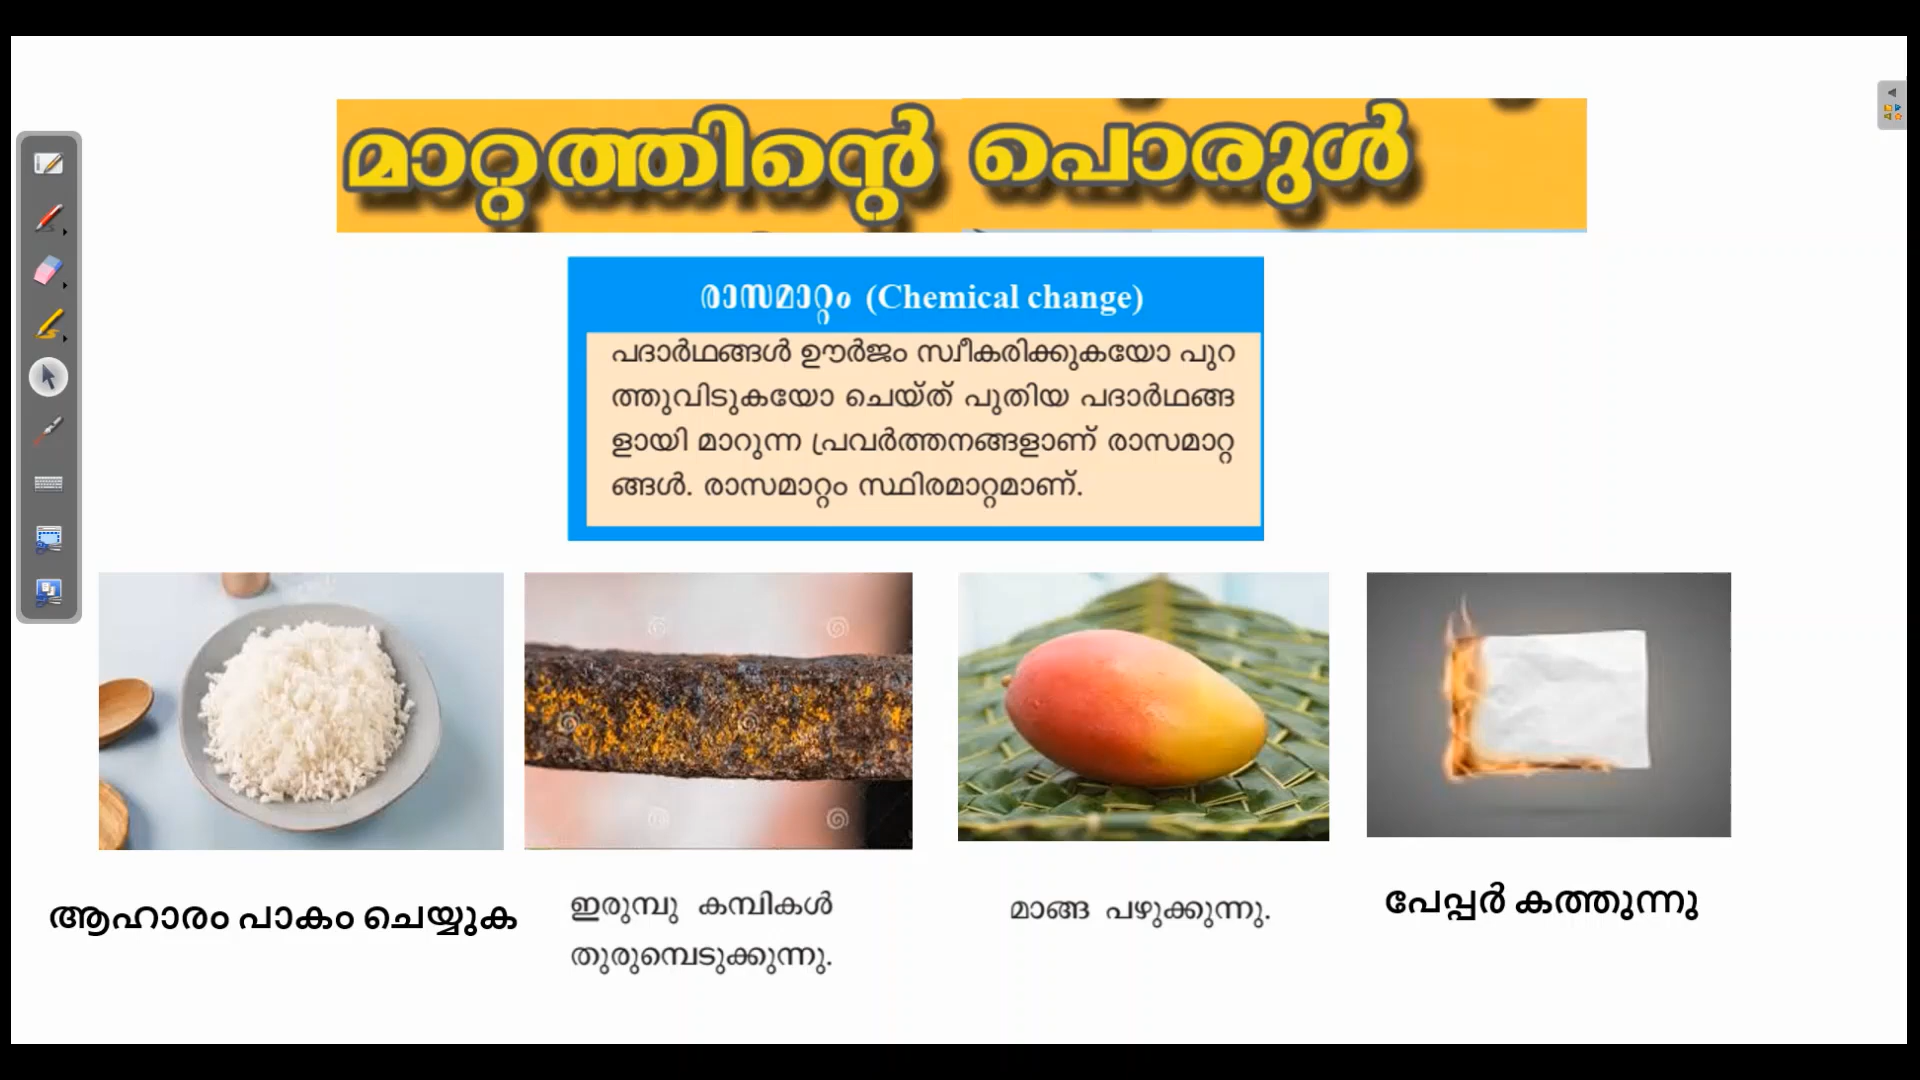 മാറ്റത്തിന്റെ പൊരുൾ
രാസമാറ്റം (Chemical change)
പദാർഥങ്ങൾ ഊർജം സ്വീകരിക്കുകയോ പുറ
ത്തുവിടുകയോ ചെയ്ത് പുതിയ പദാർഥങ്ങ
ളായി മാറുന്ന പ്രവർത്തനങ്ങളാണ് രാസമാറ്റ
ങ്ങൾ. രാസമാറ്റം സ്ഥിരമാറ്റമാണ്.
ആഹാരം പാകം ചെയ്യുക
ഇരുമ്പു കമ്പികൾ
തുരുമ്പെടുക്കുന്നു.
മാങ്ങ പഴുക്കുന്നു.
പേപ്പർ കത്തുന്നു